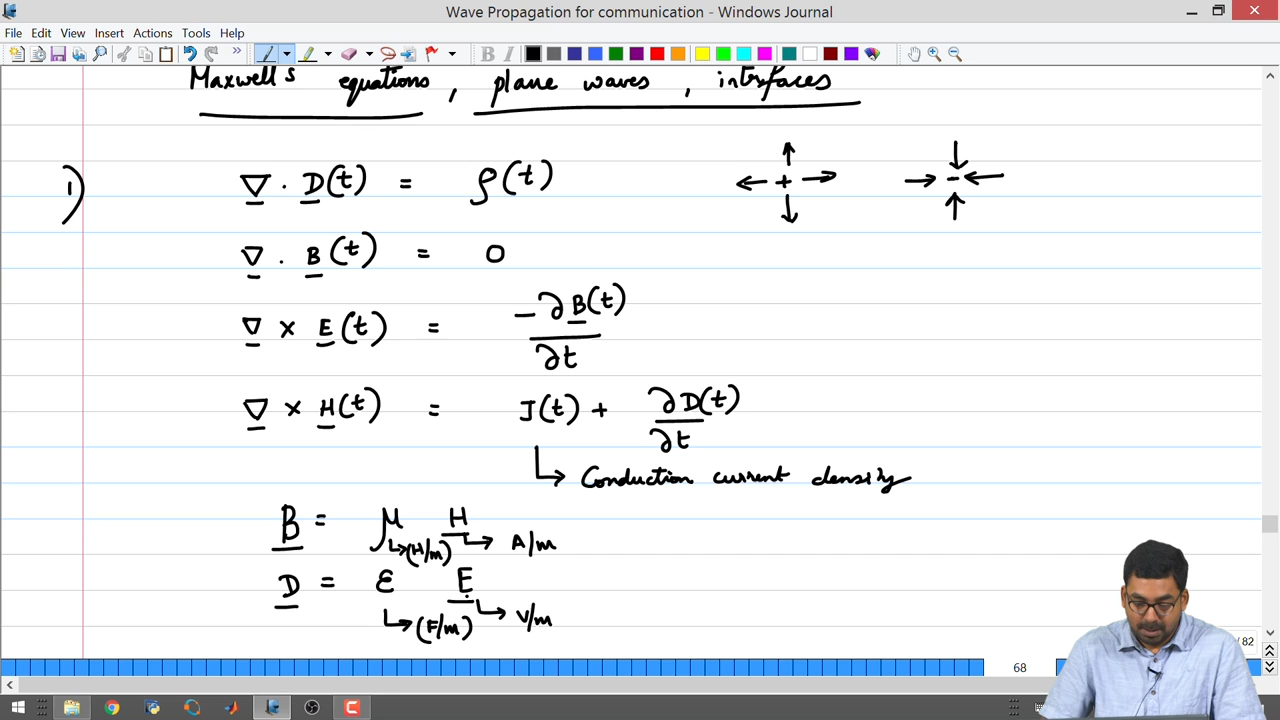 Wave Propagation for communication - Windows Journal
File Edit View Insert Actions Tools Help
B I
Maxwell's equations, plane waves, interfaces
1) ∇ · D(t) = ρ(t)
+ -
∇ · B(t) = 0
∇ × E(t) = -∂B(t)/∂t
∇ × H(t) = J(t) + ∂D(t)/∂t
↳ Conduction current density
B = μ H
↳(H/m) ↳ A/m
D = ε E
↳(F/m) ↳ V/m
68
/82